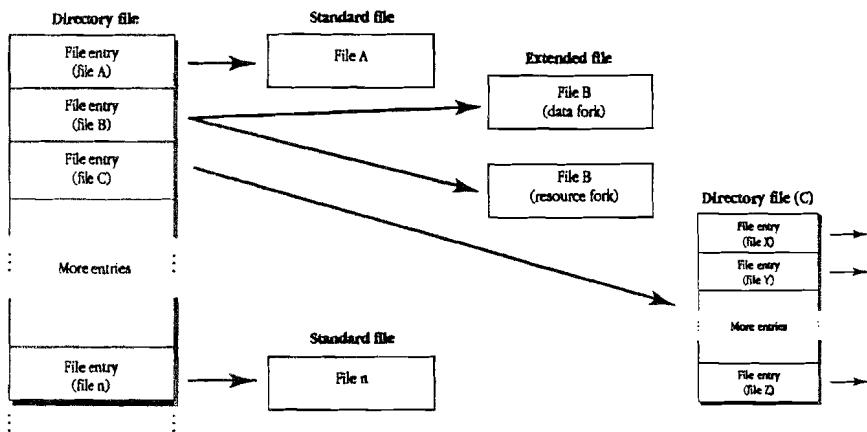 Directory file
File entry
(file A)
File entry
(file B)
File entry
(file C)
More entries
File entry
(file n)
Standard file
File A
Extended file
File B
(data fork)
File B
(resource fork)
Standard file
File n
Directory file (C)
File entry
(file X)
File entry
(file Y)
More entries
File entry
(file Z)